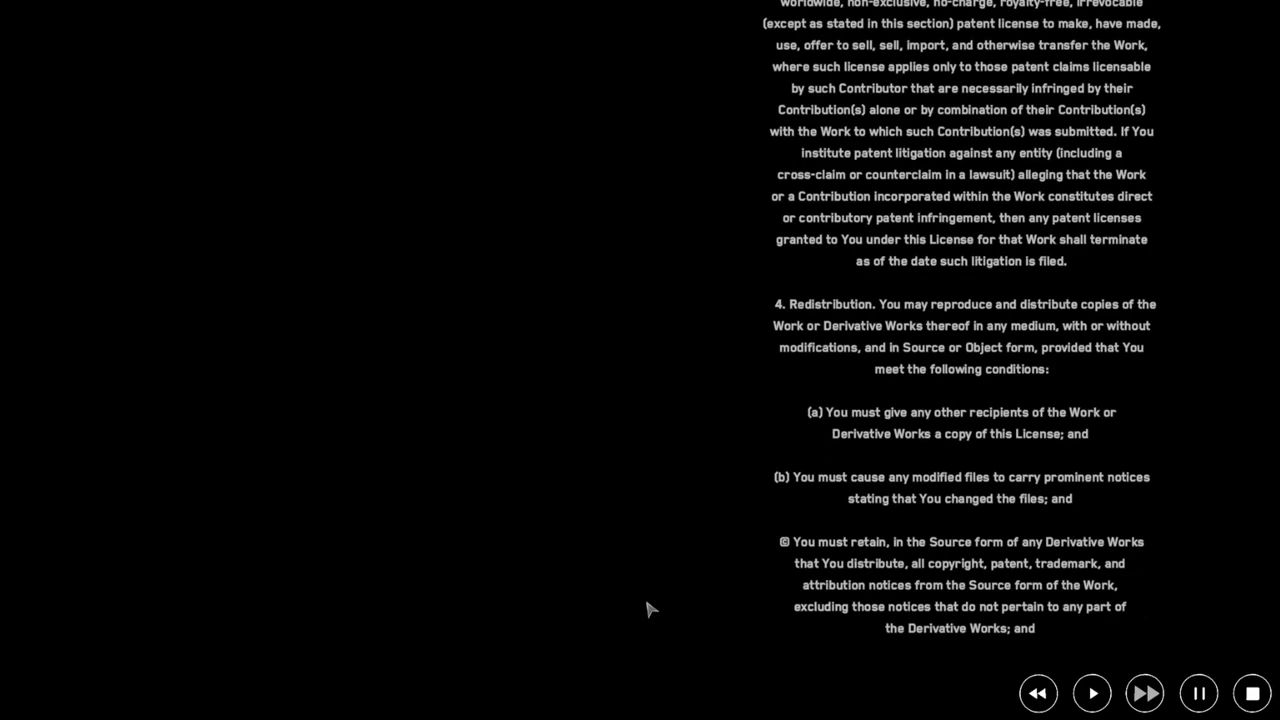 worldwide, non-exclusive, no-charge, royalty-free, irrevocable
(except as stated in this section) patent license to make, have made,
use, offer to sell, sell, import, and otherwise transfer the Work,
where such license applies only to those patent claims licensable
by such Contributor that are necessarily infringed by their
Contribution(s) alone or by combination of their Contribution(s)
with the Work to which such Contribution(s) was submitted. If You
institute patent litigation against any entity (including a
cross-claim or counterclaim in a lawsuit) alleging that the Work
or a Contribution incorporated within the Work constitutes direct
or contributory patent infringement, then any patent licenses
granted to You under this License for that Work shall terminate
as of the date such litigation is filed.
4. Redistribution. You may reproduce and distribute copies of the
Work or Derivative Works thereof in any medium, with or without
modifications, and in Source or Object form, provided that You
meet the following conditions:
(a) You must give any other recipients of the Work or
Derivative Works a copy of this License; and
(b) You must cause any modified files to carry prominent notices
stating that You changed the files; and
© You must retain, in the Source form of any Derivative Works
that You distribute, all copyright, patent, trademark, and
attribution notices from the Source form of the Work,
excluding those notices that do not pertain to any part of
the Derivative Works; and